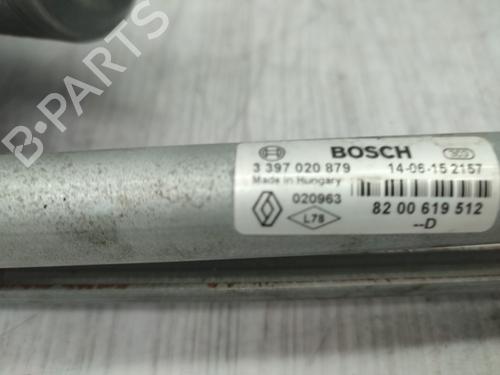 B-PARTS
BOSCH
3 397 020 879 14-06-15 2157
Made in Hungary
020963
L78
82 00 619 512
--D